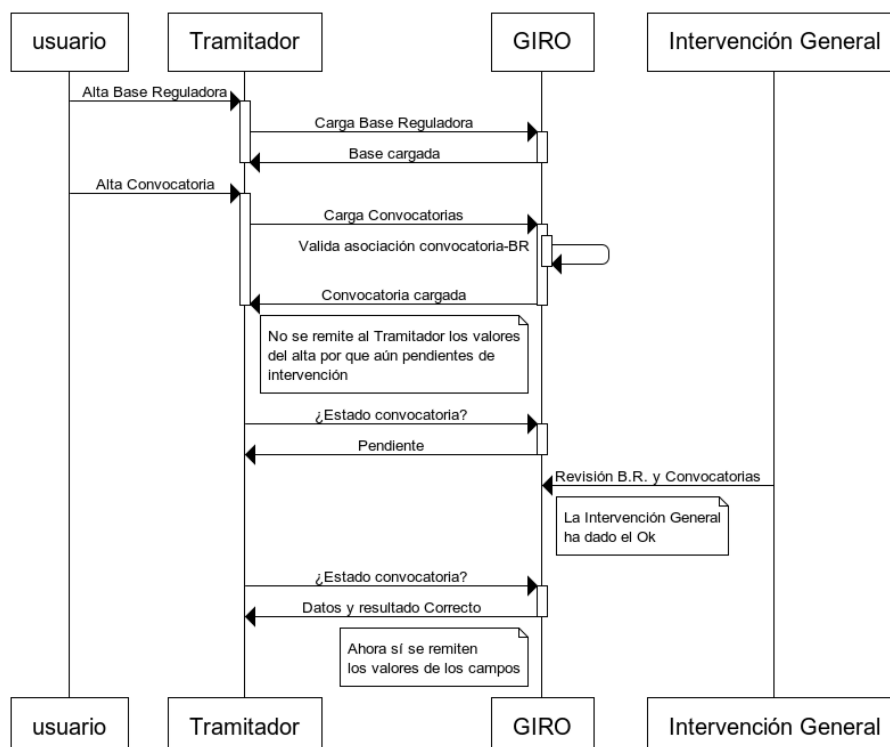 usuario
Tramitador
GIRO
Intervención General
Alta Base Reguladora
Carga Base Reguladora
Base cargada
Alta Convocatoria
Carga Convocatorias
Valida asociación convocatoria-BR
Convocatoria cargada
No se remite al Tramitador los valores
del alta por que aún pendientes de
intervención
¿Estado convocatoria?
Pendiente
Revisión B.R. y Convocatorias
La Intervención General
ha dado el Ok
¿Estado convocatoria?
Datos y resultado Correcto
Ahora sí se remiten
los valores de los campos
usuario
Tramitador
GIRO
Intervención General